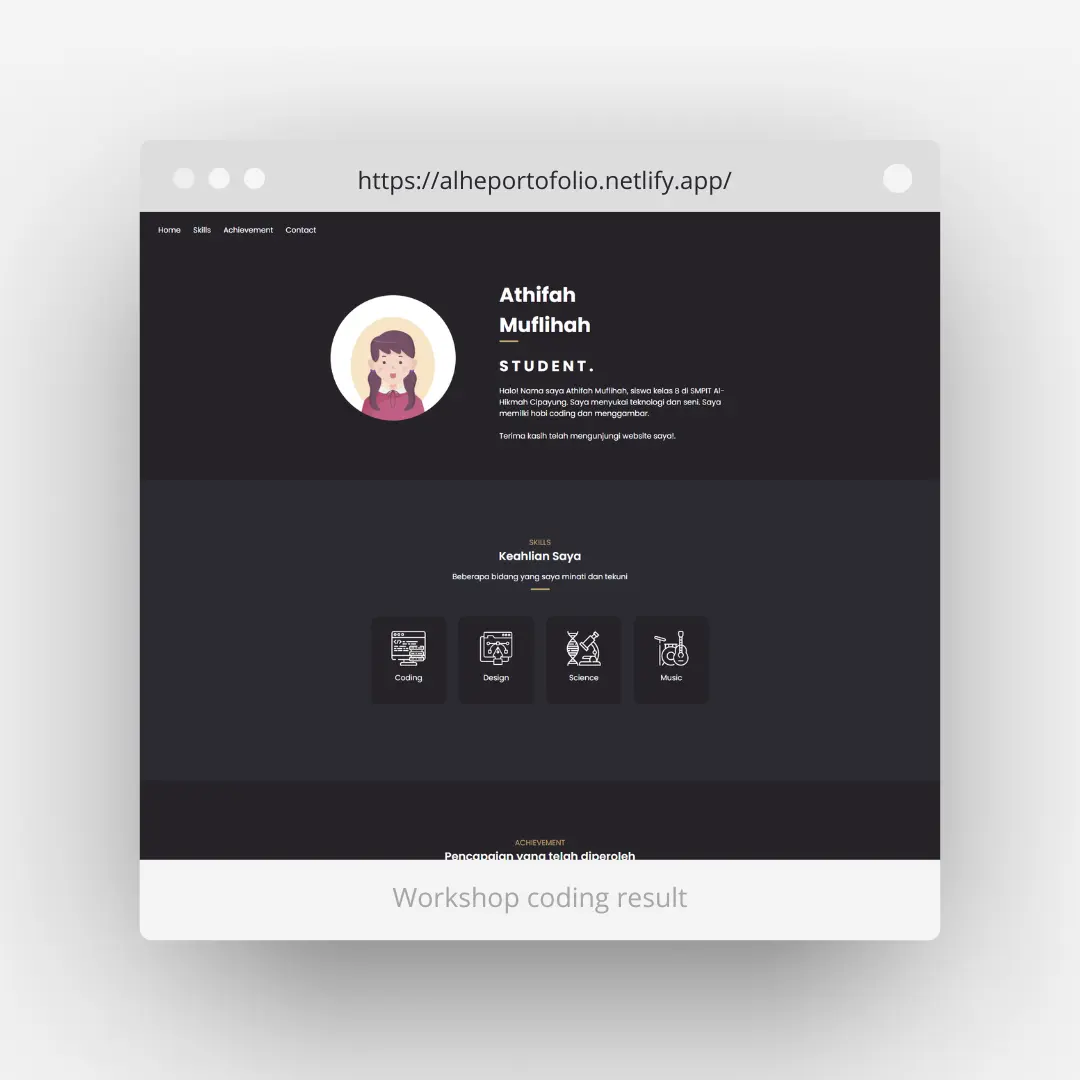 https://alheportofolio.netlify.app/
Home Skills Achievement Contact
Athifah
Muflihah
STUDENT.
Halo! Nama saya Athifah Muflihah, siswa kelas 8 di SMPIT Al-
Hikmah Cipayung. Saya menyukai teknologi dan seni. Saya
memiliki hobi coding dan menggambar.
Terima kasih telah mengunjungi website saya!.
SKILLS
Keahlian Saya
Beberapa bidang yang saya minati dan tekuni
Coding Design Science Music
ACHIEVEMENT
Pencapaian yang telah diperoleh
Workshop coding result